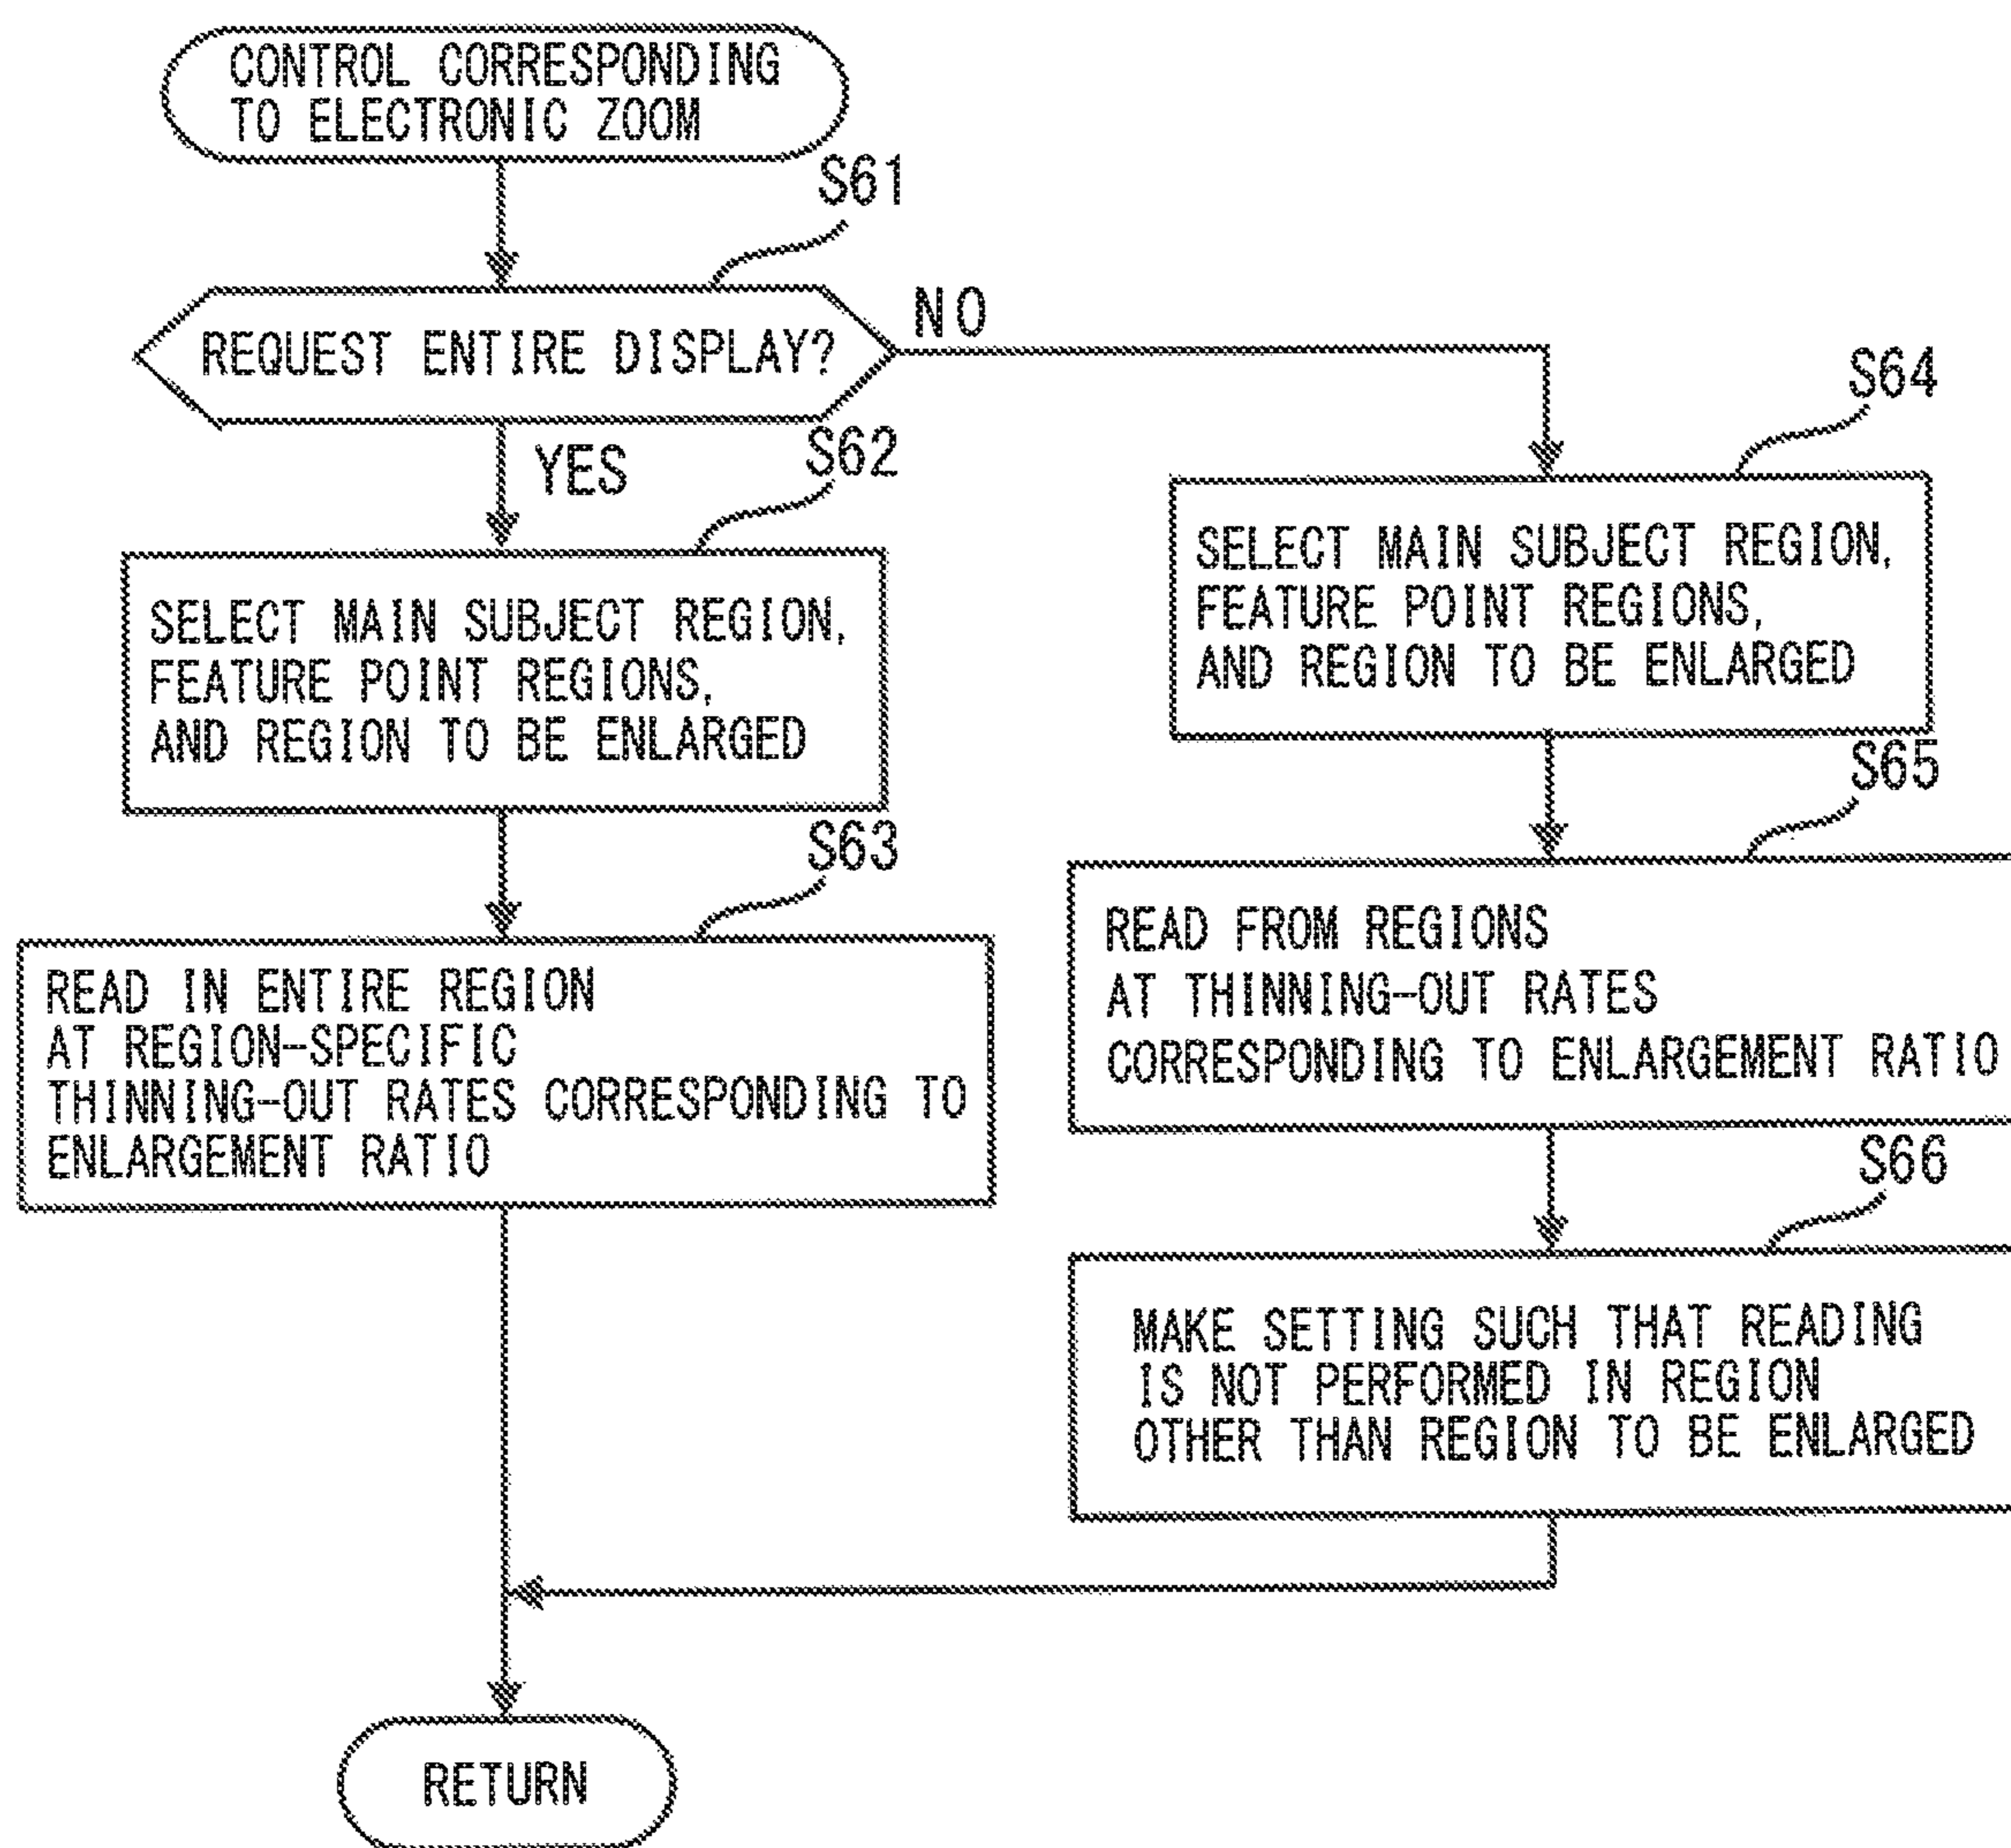 CONTROL CORRESPONDING
TO ELECTRONIC ZOOM
S61
REQUEST ENTIRE DISPLAY?
NO
YES
S62
SELECT MAIN SUBJECT REGION,
FEATURE POINT REGIONS,
AND REGION TO BE ENLARGED
S63
READ IN ENTIRE REGION
AT REGION-SPECIFIC
THINNING-OUT RATES CORRESPONDING TO
ENLARGEMENT RATIO
S64
SELECT MAIN SUBJECT REGION,
FEATURE POINT REGIONS,
AND REGION TO BE ENLARGED
S65
READ FROM REGIONS
AT THINNING-OUT RATES
CORRESPONDING TO ENLARGEMENT RATIO
S66
MAKE SETTING SUCH THAT READING
IS NOT PERFORMED IN REGION
OTHER THAN REGION TO BE ENLARGED
RETURN